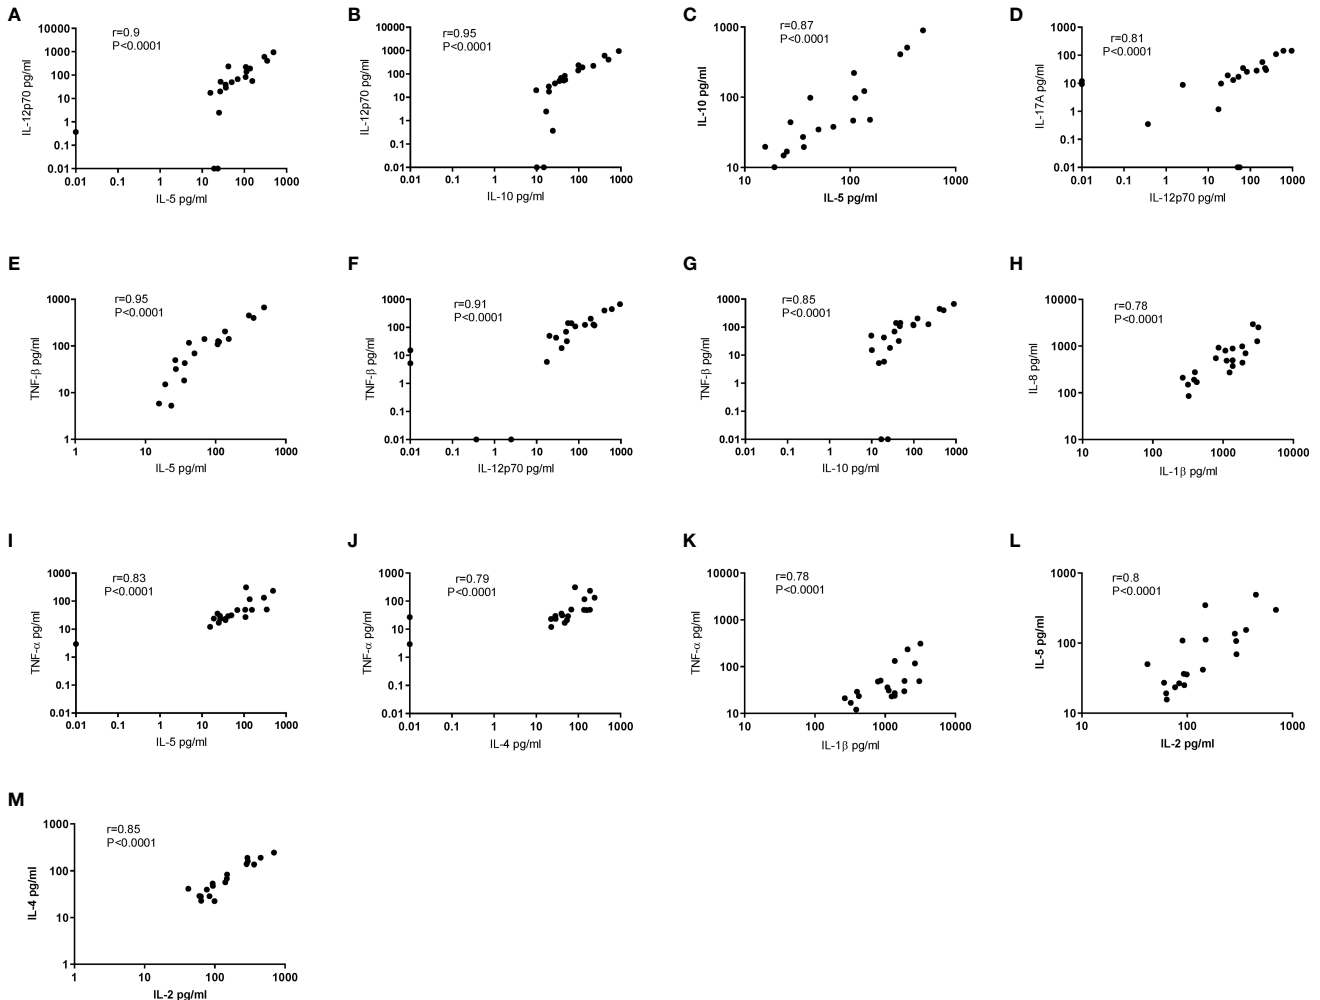 A
r=0.9
P<0.0001
IL-12p70 pg/ml
10000
1000
100
10
1
0.1
0.01
0.01 0.1 1 10 100 1000
IL-5 pg/ml
B
r=0.95
P<0.0001
IL-12p70 pg/ml
10000
1000
100
10
1
0.1
0.01
0.01 0.1 1 10 100 1000
IL-10 pg/ml
C
r=0.87
P<0.0001
IL-10 pg/ml
1000
100
10
10 100 1000
IL-5 pg/ml
D
r=0.81
P<0.0001
IL-17A pg/ml
1000
100
10
1
0.1
0.01
0.01 0.1 1 10 100 1000
IL-12p70 pg/ml
E
r=0.95
P<0.0001
TNF-β pg/ml
1000
100
10
1
1 10 100 1000
IL-5 pg/ml
F
r=0.91
P<0.0001
TNF-β pg/ml
1000
100
10
1
0.1
0.01
0.01 0.1 1 10 100 1000
IL-12p70 pg/ml
G
r=0.85
P<0.0001
TNF-β pg/ml
1000
100
10
1
0.1
0.01
0.01 0.1 1 10 100 1000
IL-10 pg/ml
H
r=0.78
P<0.0001
IL-8 pg/ml
10000
1000
100
10
10 100 1000 10000
IL-1β pg/ml
I
r=0.83
P<0.0001
TNF-α pg/ml
1000
100
10
1
0.1
0.01
0.01 0.1 1 10 100 1000
IL-5 pg/ml
J
r=0.79
P<0.0001
TNF-α pg/ml
1000
100
10
1
0.1
0.01
0.01 0.1 1 10 100 1000
IL-4 pg/ml
K
r=0.78
P<0.0001
TNF-α pg/ml
10000
1000
100
10
10 100 1000 10000
IL-1β pg/ml
L
r=0.8
P<0.0001
IL-5 pg/ml
1000
100
10
10 100 1000
IL-2 pg/ml
M
r=0.85
P<0.0001
IL-4 pg/ml
1000
100
10
1
1 10 100 1000
IL-2 pg/ml